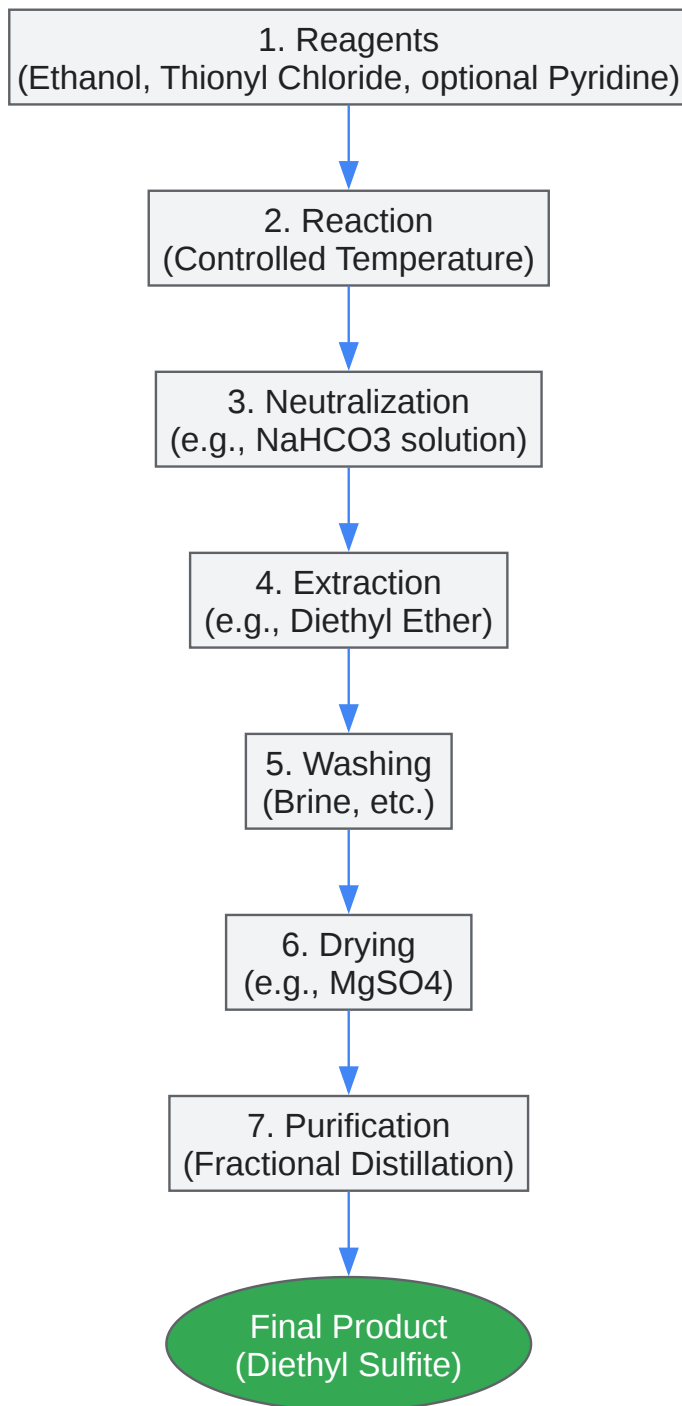 1. Reagents
(Ethanol, Thionyl Chloride, optional Pyridine)
2. Reaction
(Controlled Temperature)
3. Neutralization
(e.g., NaHCO3 solution)
4. Extraction
(e.g., Diethyl Ether)
5. Washing
(Brine, etc.)
6. Drying
(e.g., MgSO4)
7. Purification
(Fractional Distillation)
Final Product
(Diethyl Sulfite)